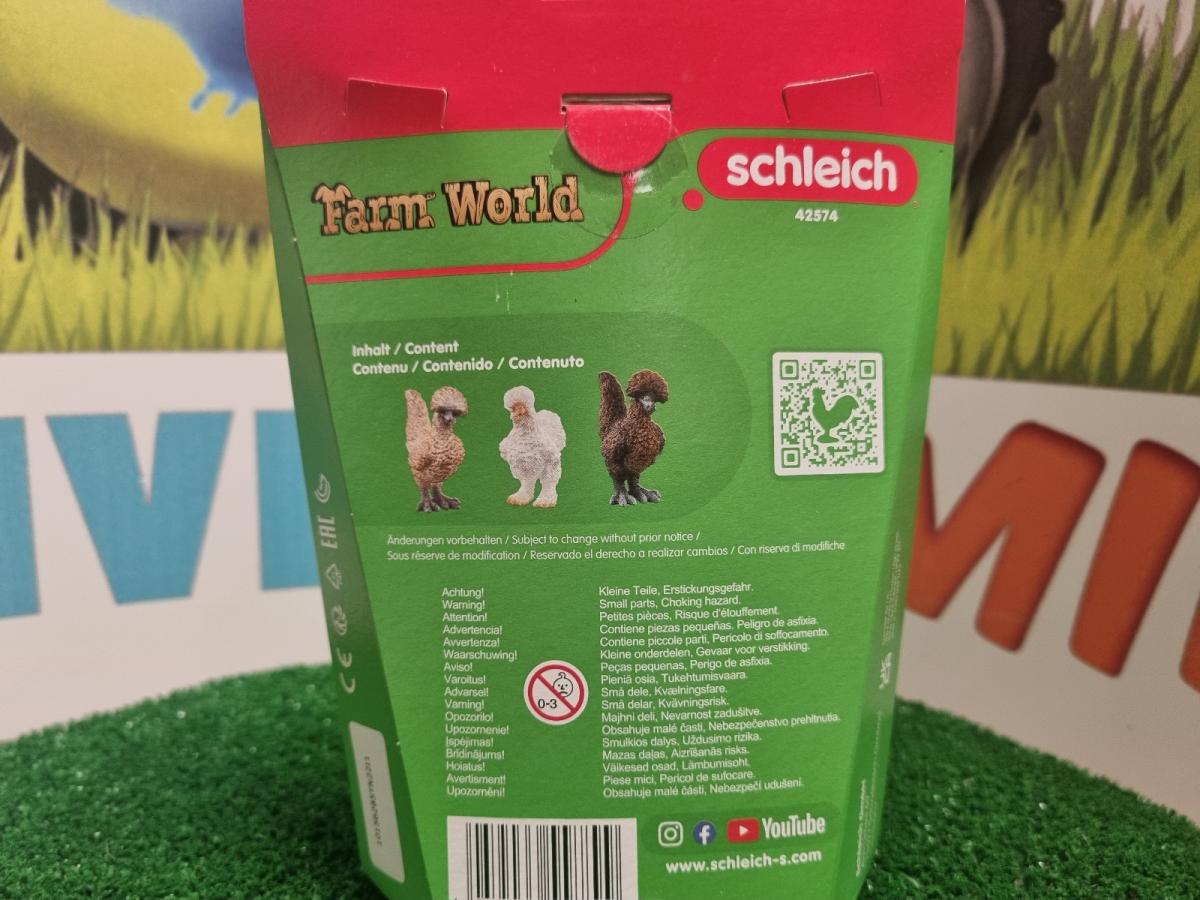 Farm World
schleich
42574
Inhalt / Content
Contenu / Contenido / Contenuto
Änderungen vorbehalten / Subject to change without prior notice /
Sous réserve de modification / Reservado el derecho a realizar cambios / Con riserva di modifiche
Achtung! Kleine Teile, Erstickungsgefahr.
Warning! Small parts, Choking hazard.
Attention! Petites pièces, Risque d'étouffement.
Advertencia! Contiene piezas pequeñas. Peligro de asfixia.
Avvertenza! Contiene piccole parti, Pericolo di soffocamento.
Waarschuwing! Kleine onderdelen, Gevaar voor verstikking.
Aviso! Peças pequenas, Perigo de asfixia.
Varoitus! Pieniä osia, Tukehtumisvaara.
Advarsel! Små dele, Kvælningsfare.
Varning! Små delar, Kvävningsrisk.
Opozorilo! Majhni deli, Nevarnost zadušitve.
Upozornenie! Obsahuje malé časti, Nebezpečenstvo prehltnutia.
Įspėjimas! Smulkios dalys, Uždusimo rizika.
Brīdinājums! Mazas daļas, Aizrīšanās risks.
Hoiatus! Väikesed osad, Lämbumisoht.
Avertisment! Piese mici, Pericol de sufocare.
Upozornění! Obsahuje malé části, Nebezpečí udušení.
0-3
EAC
CE
YouTube
www.schleich-s.com
MI